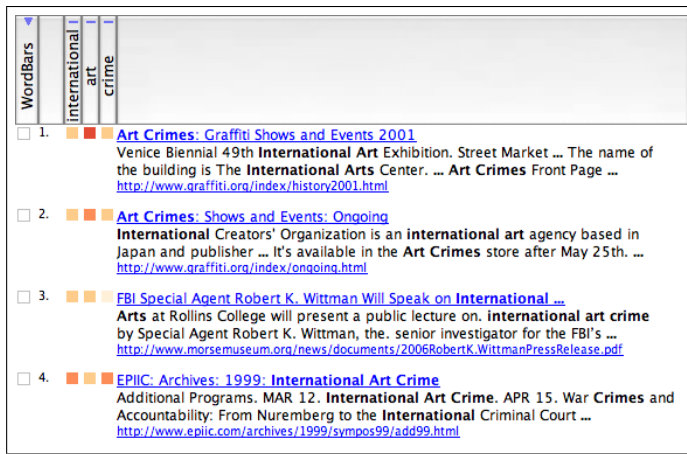 WordBars
international
art
crime
1. Art Crimes: Graffiti Shows and Events 2001
Venice Biennial 49th International Art Exhibition. Street Market ... The name of
the building is The International Arts Center. ... Art Crimes Front Page ...
http://www.graffiti.org/index/history2001.html
2. Art Crimes: Shows and Events: Ongoing
International Creators' Organization is an international art agency based in
Japan and publisher ... It's available in the Art Crimes store after May 25th. ...
http://www.graffiti.org/index/ongoing.html
3. FBI Special Agent Robert K. Wittman Will Speak on International ...
Arts at Rollins College will present a public lecture on. international art crime
by Special Agent Robert K. Wittman, the. senior investigator for the FBI's ...
http://www.morsemuseum.org/news/documents/2006RobertK.WittmanPressRelease.pdf
4. EPIIC: Archives: 1999: International Art Crime
Additional Programs. MAR 12. International Art Crime. APR 15. War Crimes and
Accountability: From Nuremberg to the International Criminal Court ...
http://www.epiic.com/archives/1999/sympos99/add99.html